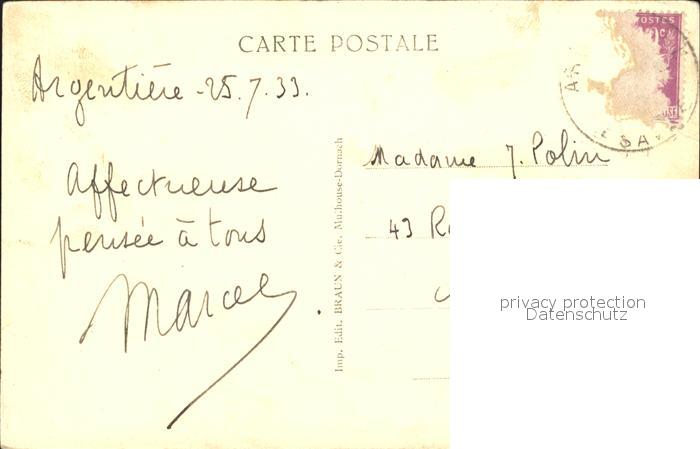 CARTE POSTALE
Argentière - 25.7.33.
Affectueuse
pensée à tous
Marcel
Imp. Edit. BRAUN & Cie, Mulhouse-Dornach
Madame J. Polin
43 R
privacy protection
Datenschutz
POSTES